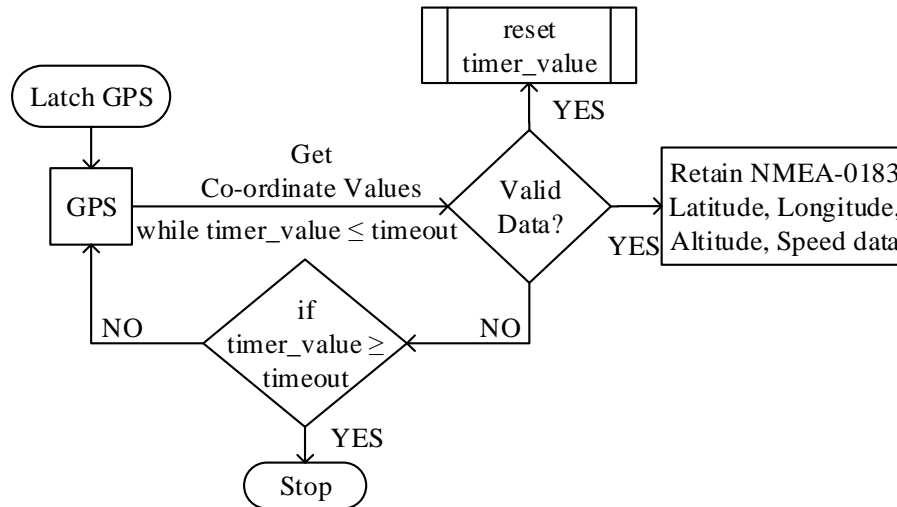 reset
timer_value
Latch GPS
YES
Get
Co-ordinate Values
GPS
while timer_value ≤ timeout
Valid
Data?
YES
Retain NMEA-0183
Latitude, Longitude,
Altitude, Speed data
NO
NO
if
timer_value ≥
timeout
YES
Stop